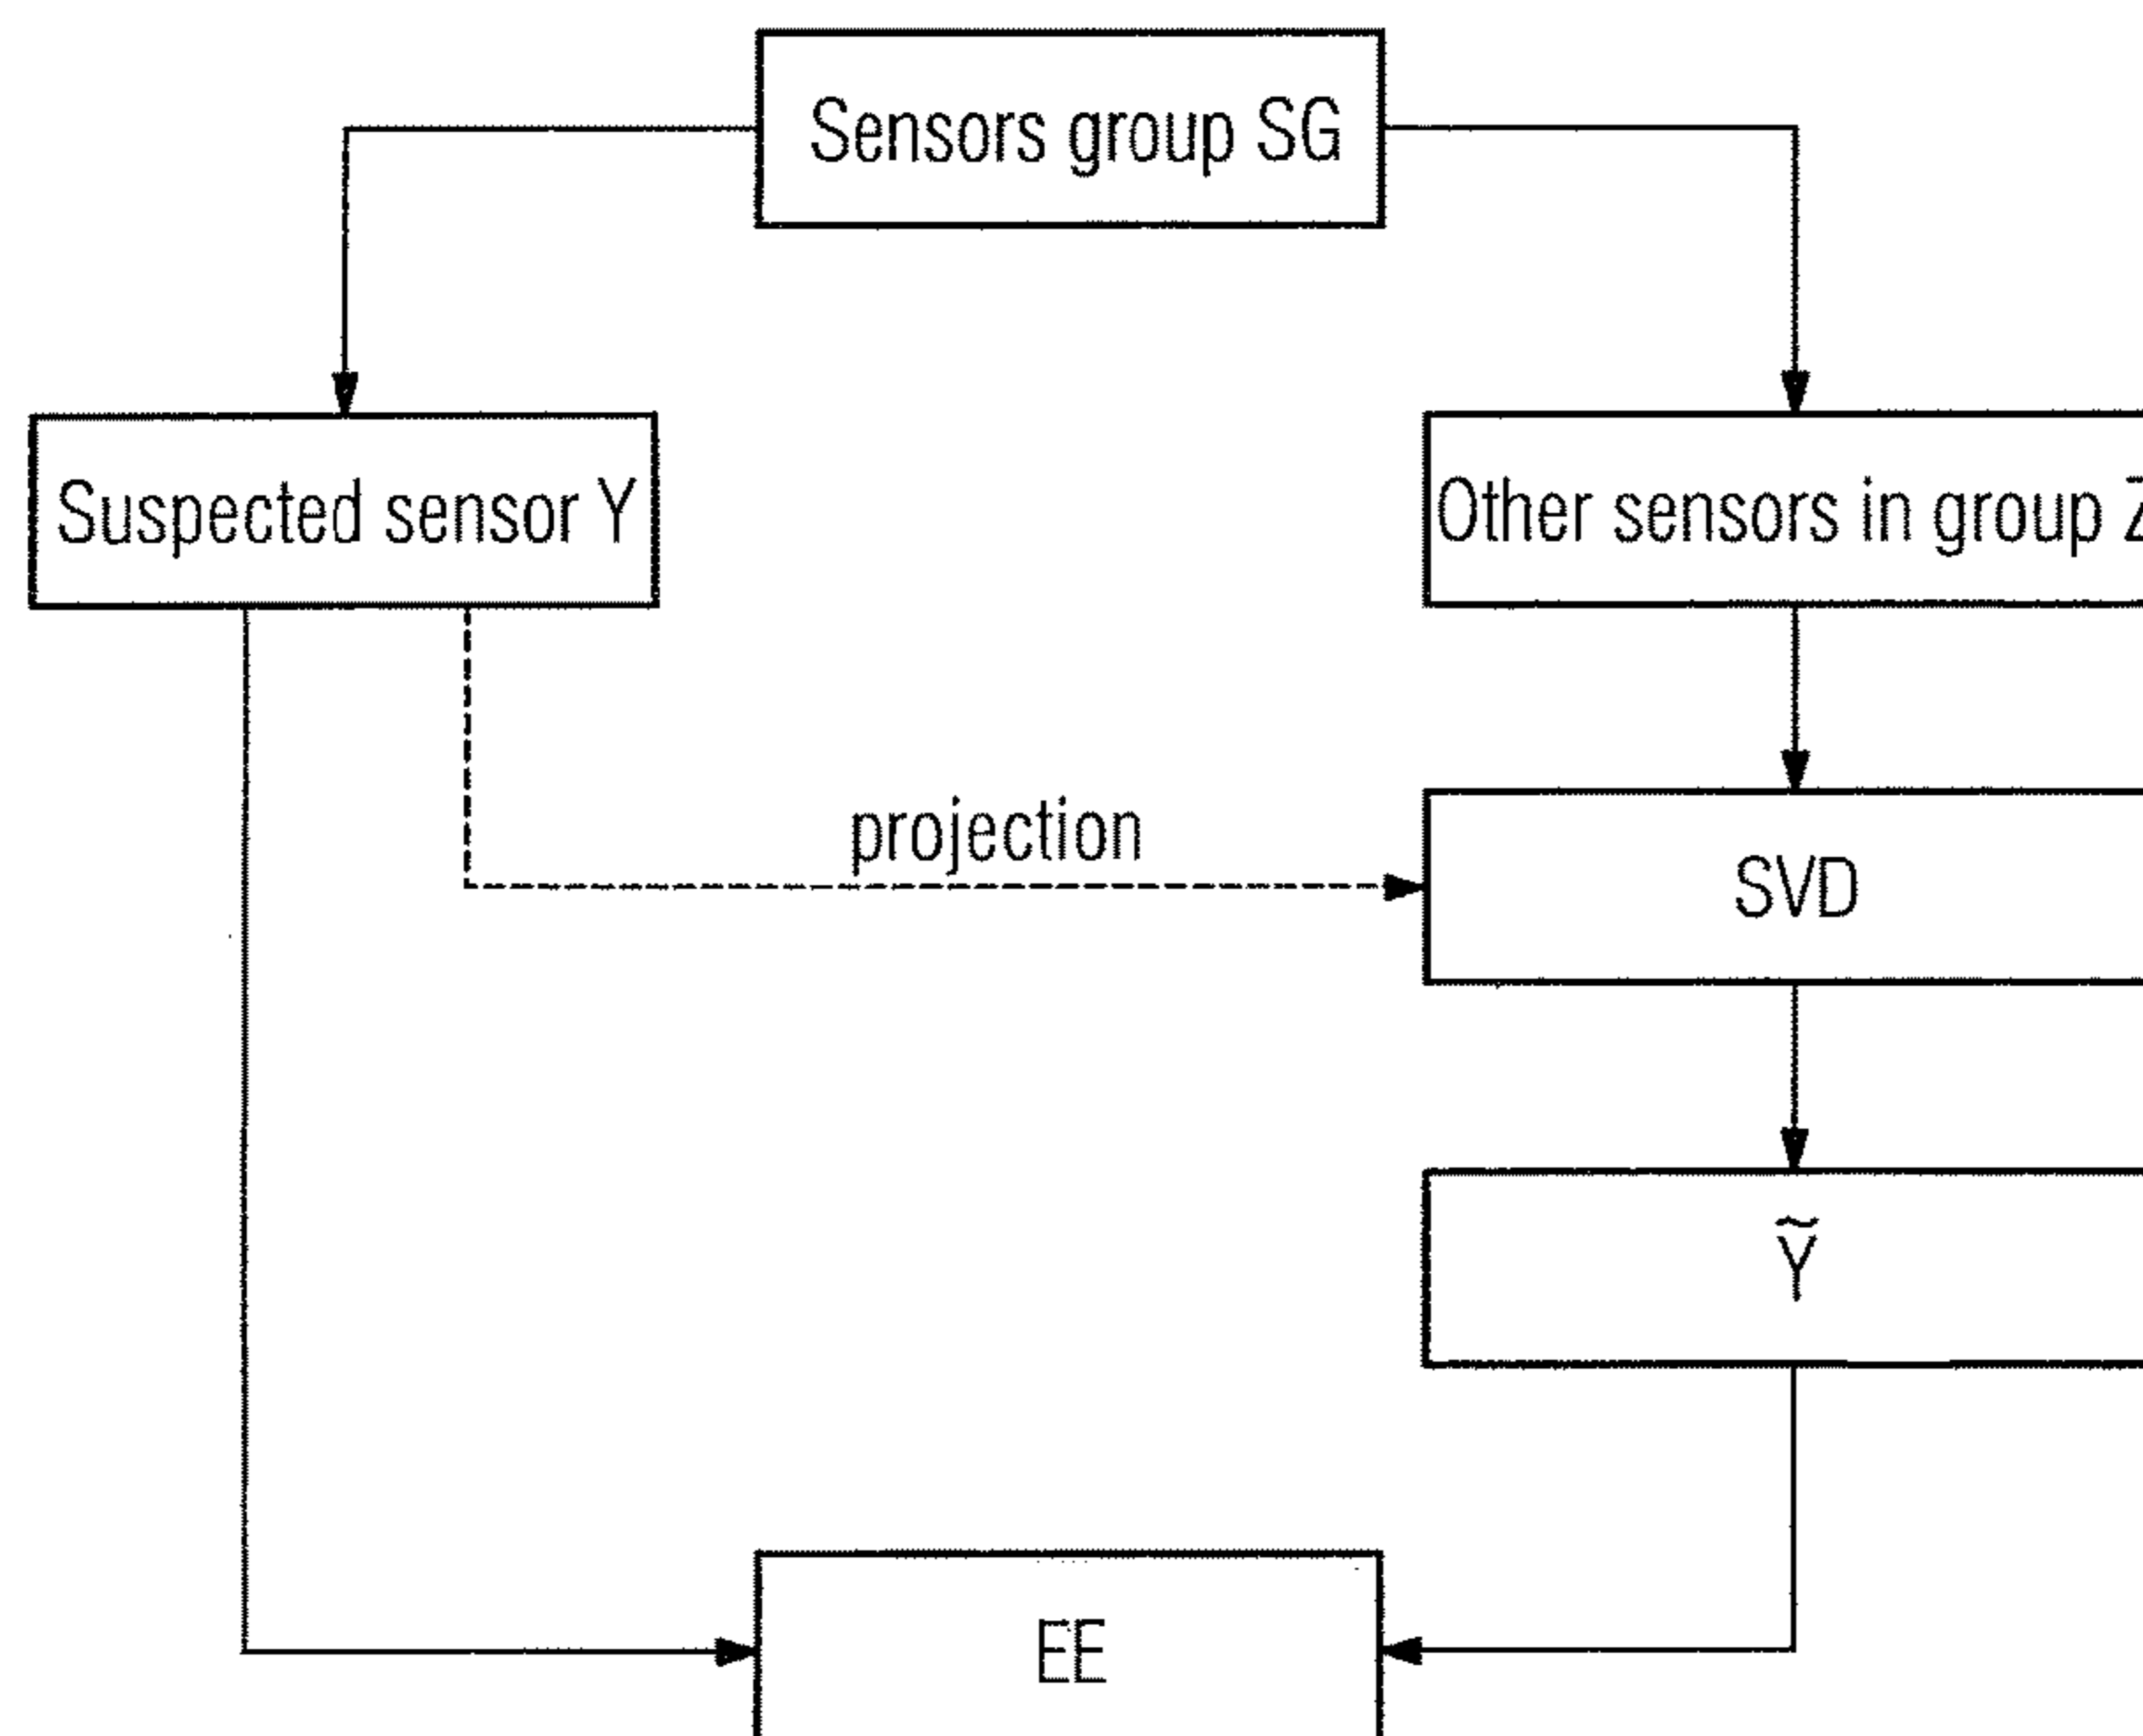 Sensors group SG
Suspected sensor Y
Other sensors in group Z
projection
SVD
Ỹ
EE